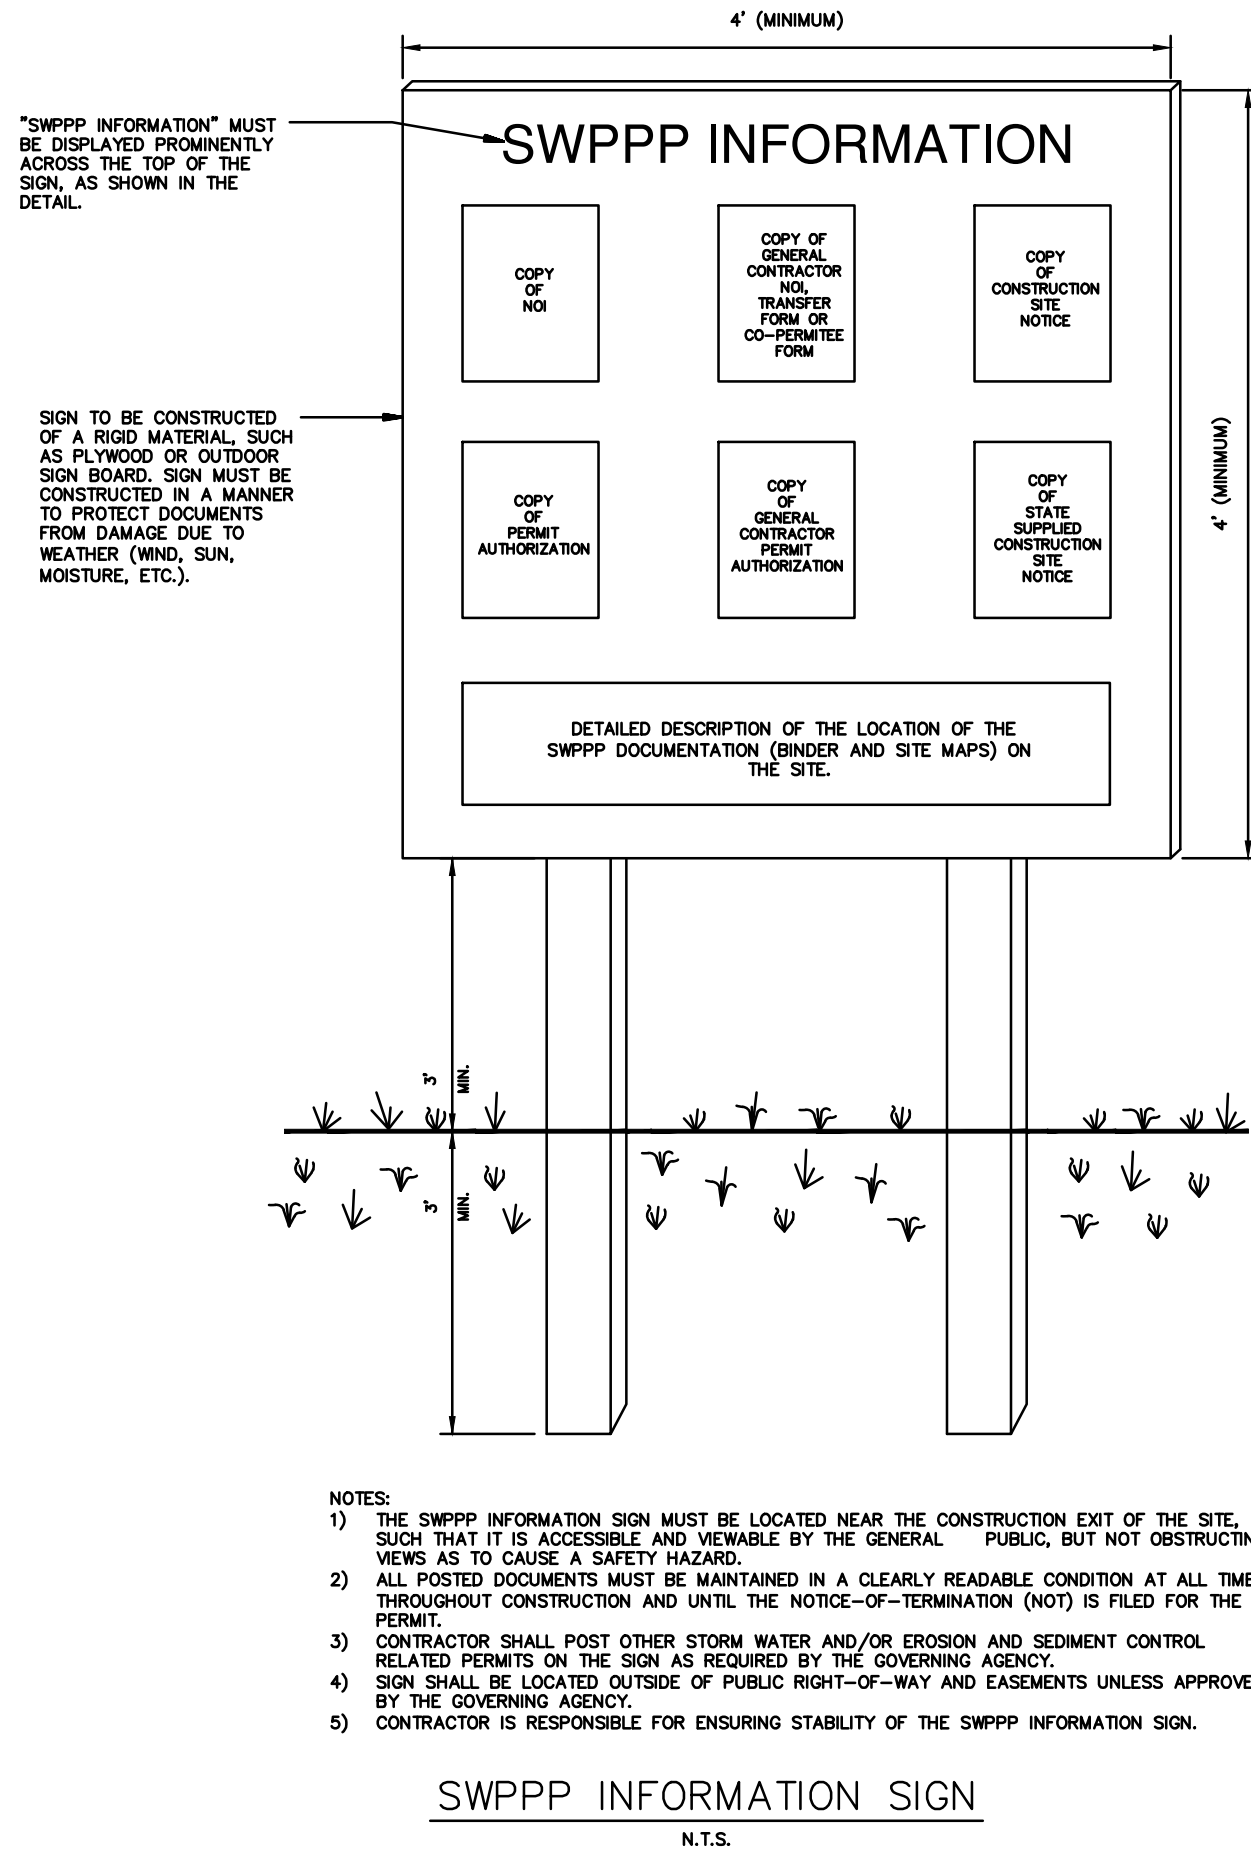 4' (MINIMUM)
"SWPPP INFORMATION" MUST
BE DISPLAYED PROMINENTLY
ACROSS THE TOP OF THE
SIGN, AS SHOWN IN THE
DETAIL.
SWPPP INFORMATION
COPY
OF
NOI
COPY OF
GENERAL
CONTRACTOR
NOI,
TRANSFER
FORM OR
CO-PERMITEE
FORM
COPY
OF
CONSTRUCTION
SITE
NOTICE
SIGN TO BE CONSTRUCTED
OF A RIGID MATERIAL, SUCH
AS PLYWOOD OR OUTDOOR
SIGN BOARD. SIGN MUST BE
CONSTRUCTED IN A MANNER
TO PROTECT DOCUMENTS
FROM DAMAGE DUE TO
WEATHER (WIND, SUN,
MOISTURE, ETC.).
4' (MINIMUM)
COPY
OF
PERMIT
AUTHORIZATION
COPY
OF
GENERAL
CONTRACTOR
PERMIT
AUTHORIZATION
COPY
OF
STATE
SUPPLIED
CONSTRUCTION
SITE
NOTICE
DETAILED DESCRIPTION OF THE LOCATION OF THE
SWPPP DOCUMENTATION (BINDER AND SITE MAPS) ON
THE SITE.
3'
MIN.
3'
MIN.
NOTES:
1) THE SWPPP INFORMATION SIGN MUST BE LOCATED NEAR THE CONSTRUCTION EXIT OF THE SITE,
SUCH THAT IT IS ACCESSIBLE AND VIEWABLE BY THE GENERAL PUBLIC, BUT NOT OBSTRUCTIN
VIEWS AS TO CAUSE A SAFETY HAZARD.
2) ALL POSTED DOCUMENTS MUST BE MAINTAINED IN A CLEARLY READABLE CONDITION AT ALL TIME
THROUGHOUT CONSTRUCTION AND UNTIL THE NOTICE-OF-TERMINATION (NOT) IS FILED FOR THE
PERMIT.
3) CONTRACTOR SHALL POST OTHER STORM WATER AND/OR EROSION AND SEDIMENT CONTROL
RELATED PERMITS ON THE SIGN AS REQUIRED BY THE GOVERNING AGENCY.
4) SIGN SHALL BE LOCATED OUTSIDE OF PUBLIC RIGHT-OF-WAY AND EASEMENTS UNLESS APPROVE
BY THE GOVERNING AGENCY.
5) CONTRACTOR IS RESPONSIBLE FOR ENSURING STABILITY OF THE SWPPP INFORMATION SIGN.
SWPPP INFORMATION SIGN
N.T.S.